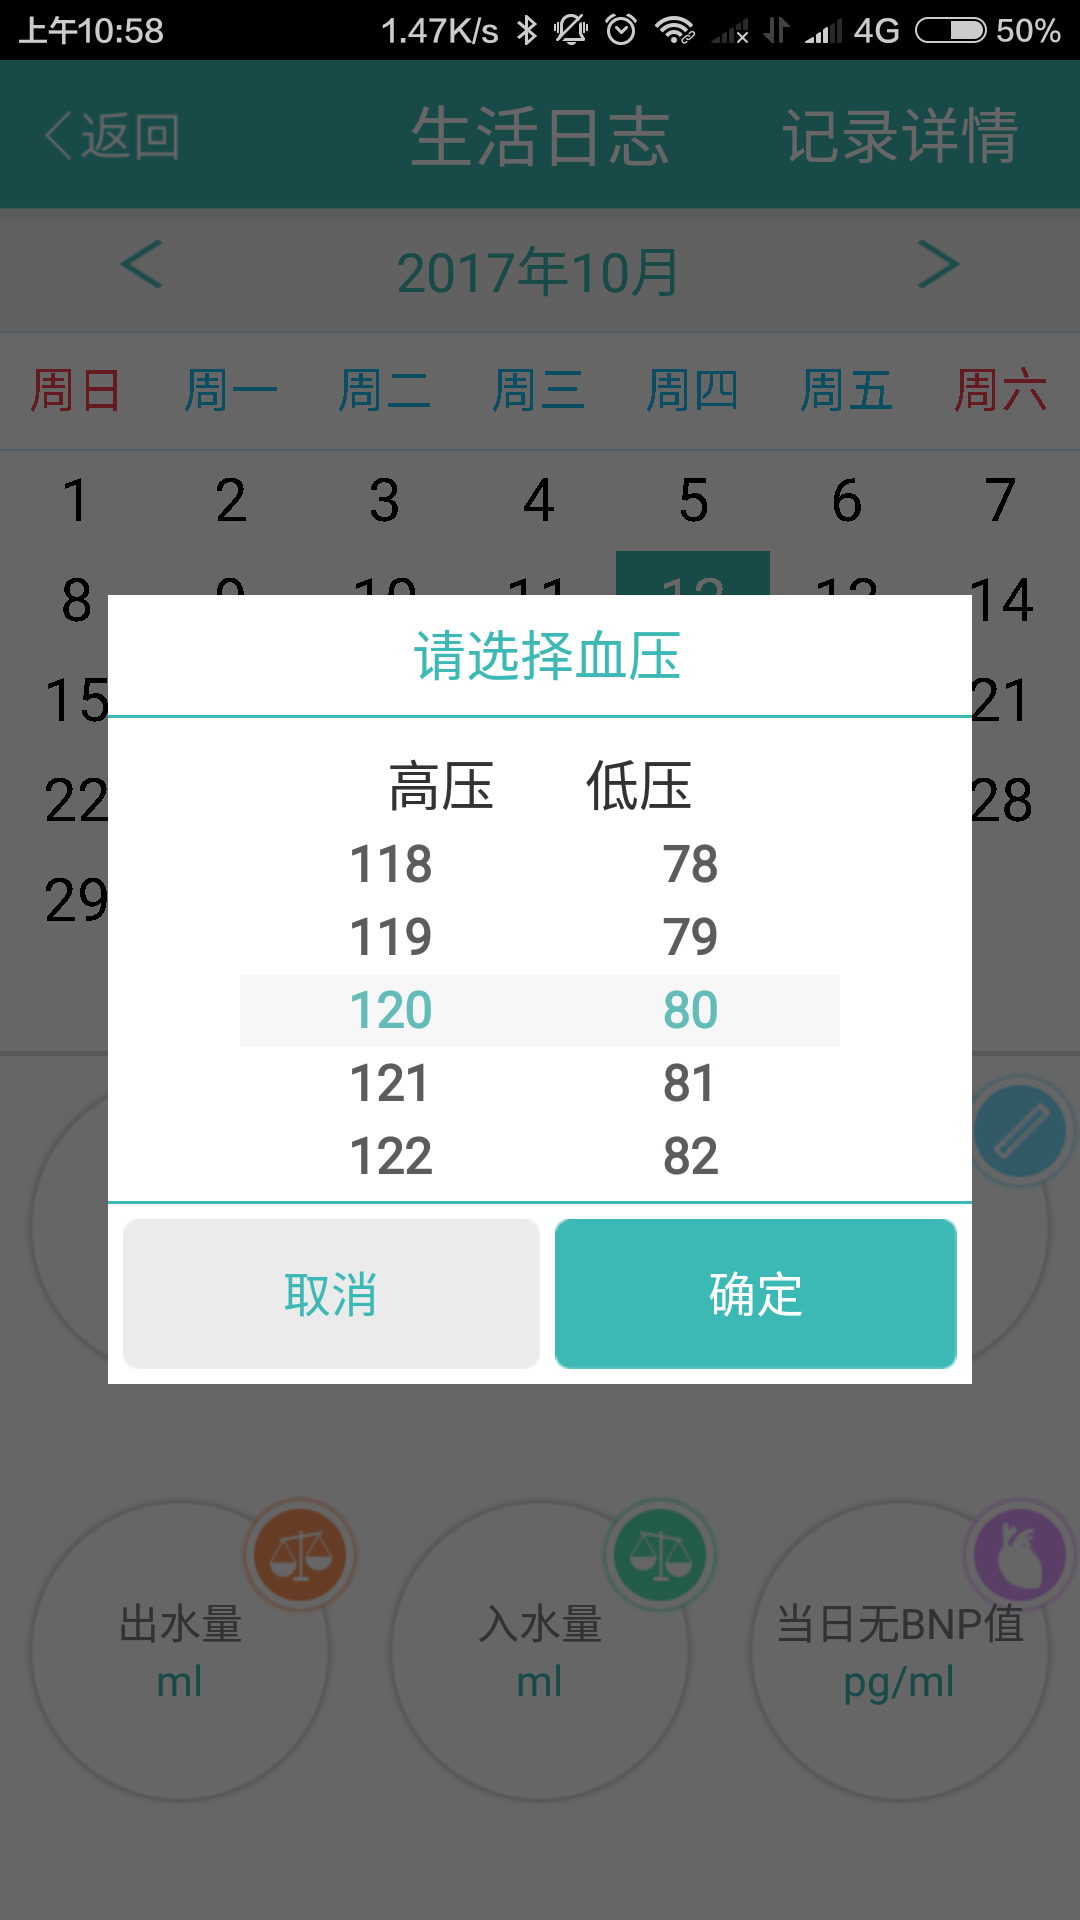 上午10:58 1.47K/s 4G 50%
返回 生活日志 记录详情
2017年10月
周日 周一 周二 周三 周四 周五 周六
1 2 3 4 5 6 7
8 9 10 11 12 13 14
请选择血压
15 21
高压 低压
22 28
118 78
29
119 79
120 80
121 81
122 82
取消 确定
出水量 入水量 当日无BNP值
ml ml pg/ml